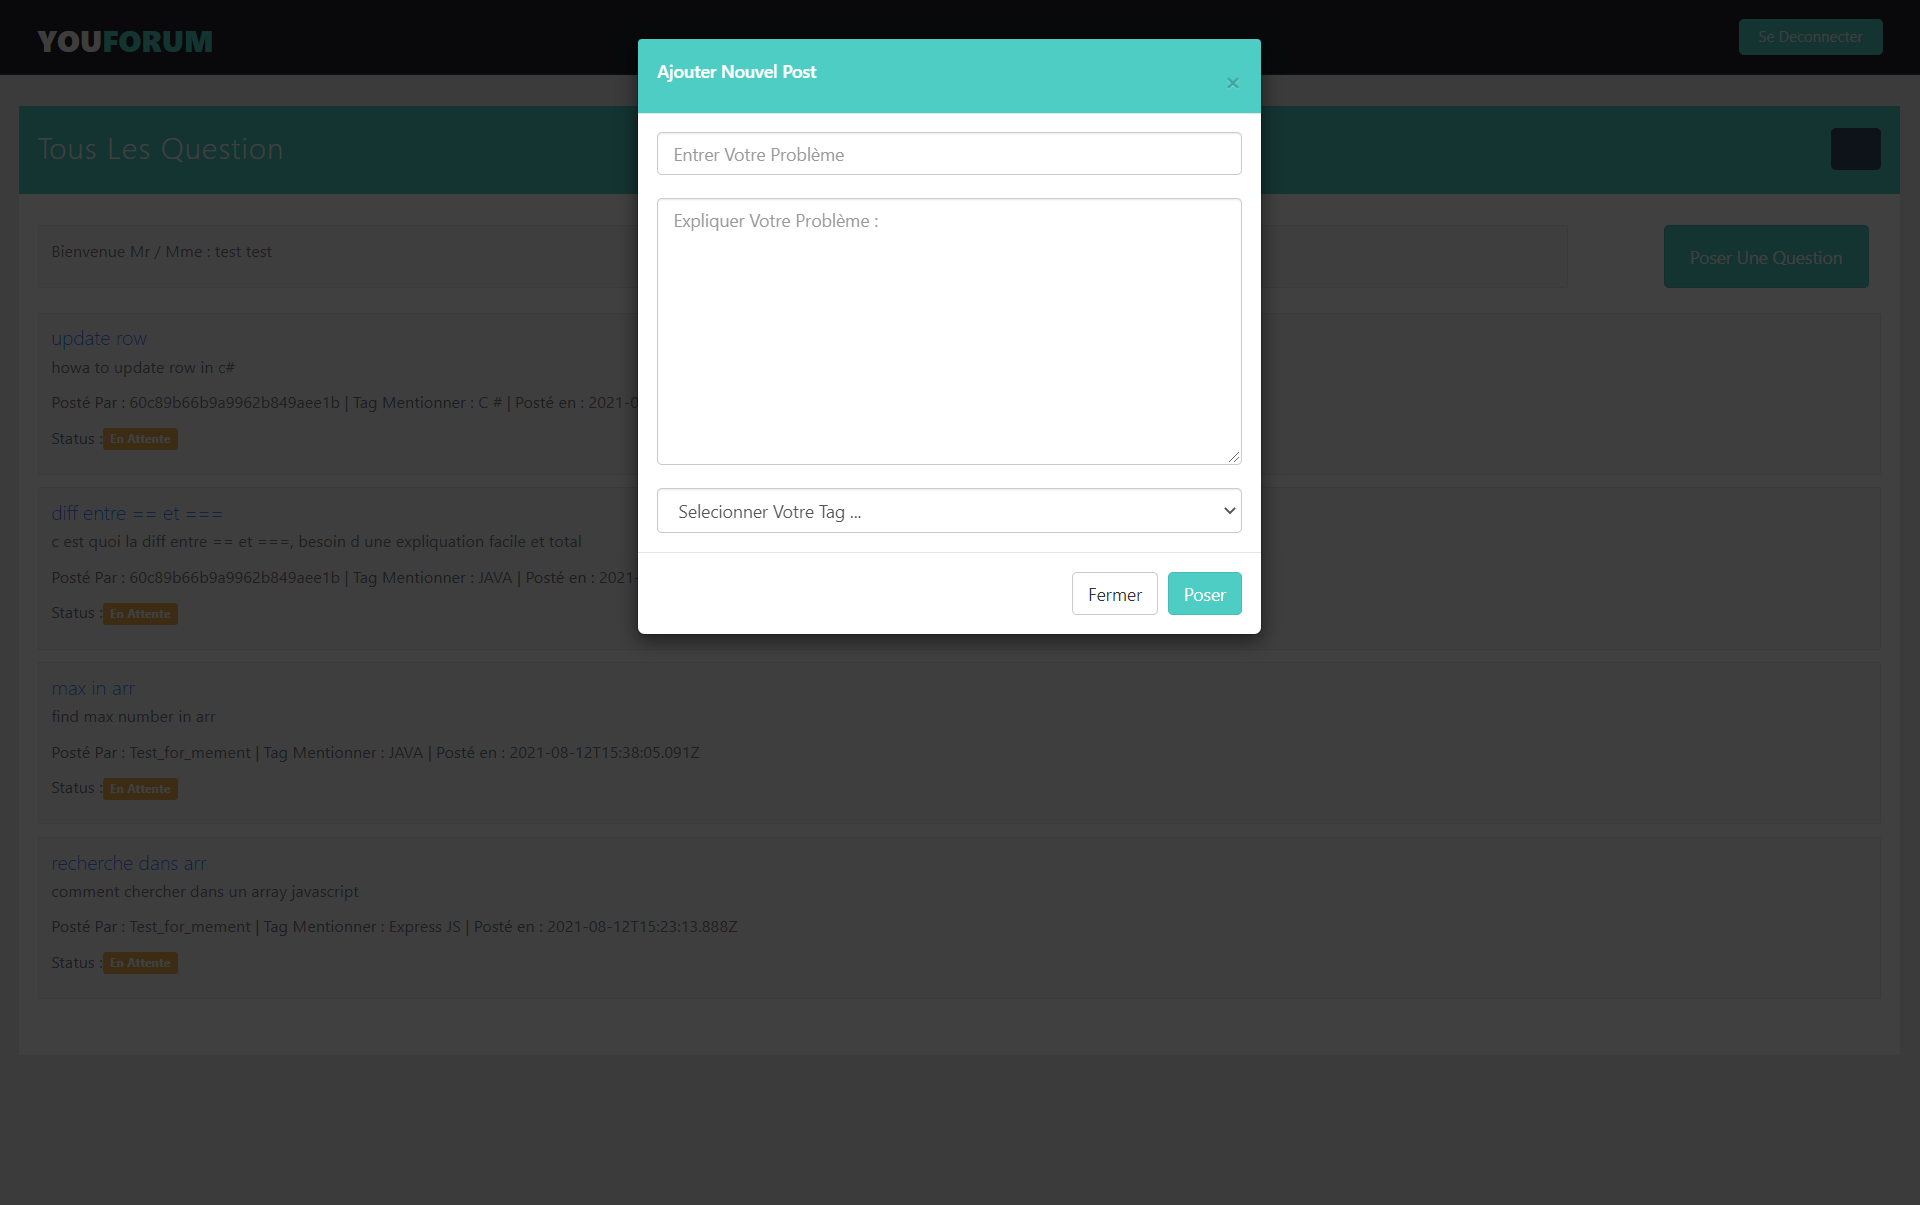 YOUFORUM
Se Deconnecter
Ajouter Nouvel Post
×
Tous Les Question
Entrer Votre Problème
Expliquer Votre Problème :
Bienvenue Mr / Mme : test test
Poser Une Question
update row
howa to update row in c#
Posté Par : 60c89b66b9a9962b849aee1b | Tag Mentionner : C # | Posté en : 2021-0
Status : En Attente
diff entre == et ===
c est quoi la diff entre == et ===, besoin d une expliquation facile et total
Posté Par : 60c89b66b9a9962b849aee1b | Tag Mentionner : JAVA | Posté en : 2021-
Status : En Attente
Selecionner Votre Tag ...
Fermer
Poser
max in arr
find max number in arr
Posté Par : Test_for_mement | Tag Mentionner : JAVA | Posté en : 2021-08-12T15:38:05.091Z
Status : En Attente
recherche dans arr
comment chercher dans un array javascript
Posté Par : Test_for_mement | Tag Mentionner : Express JS | Posté en : 2021-08-12T15:23:13.888Z
Status : En Attente